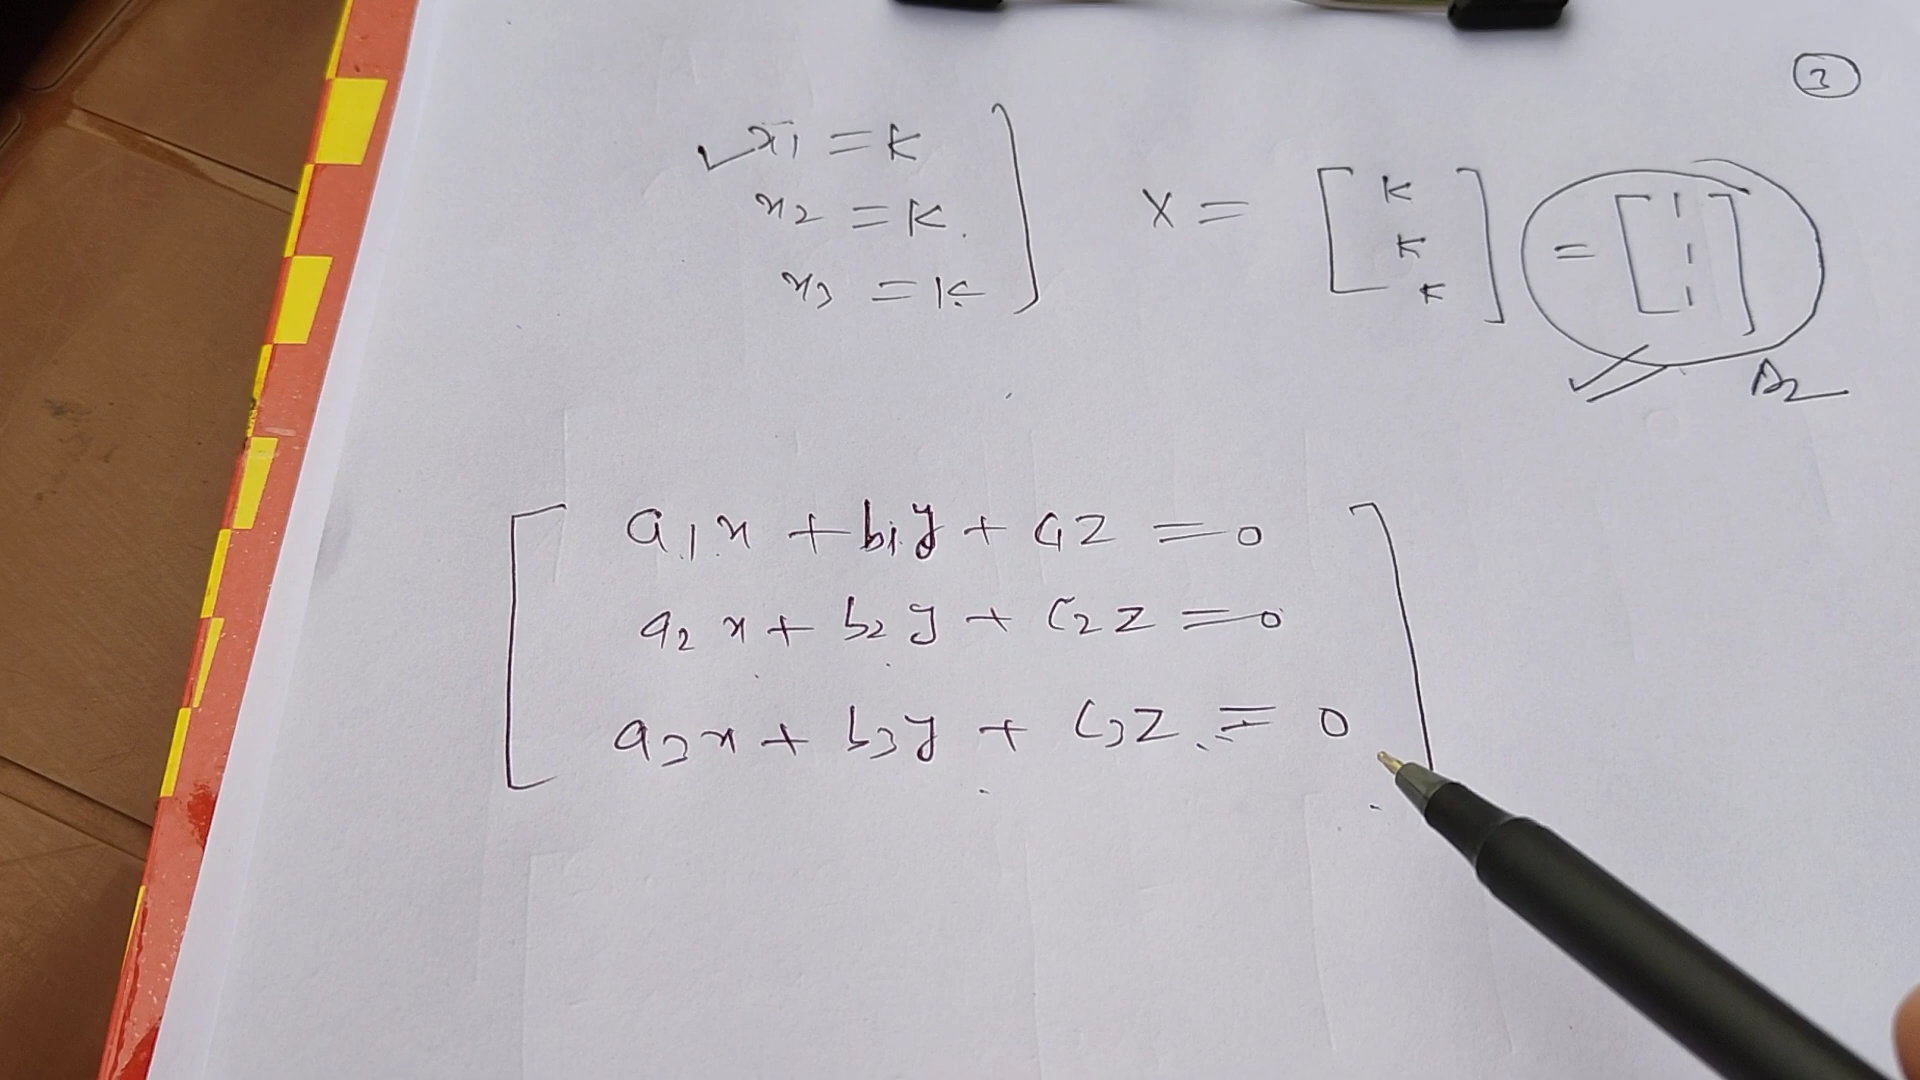 3
x1 = K
x2 = K.
x3 = K
X = [K K K] = [1 1 1]
a1x + b1y + c1z = 0
a2x + b2y + c2z = 0
a3x + b3y + c3z = 0